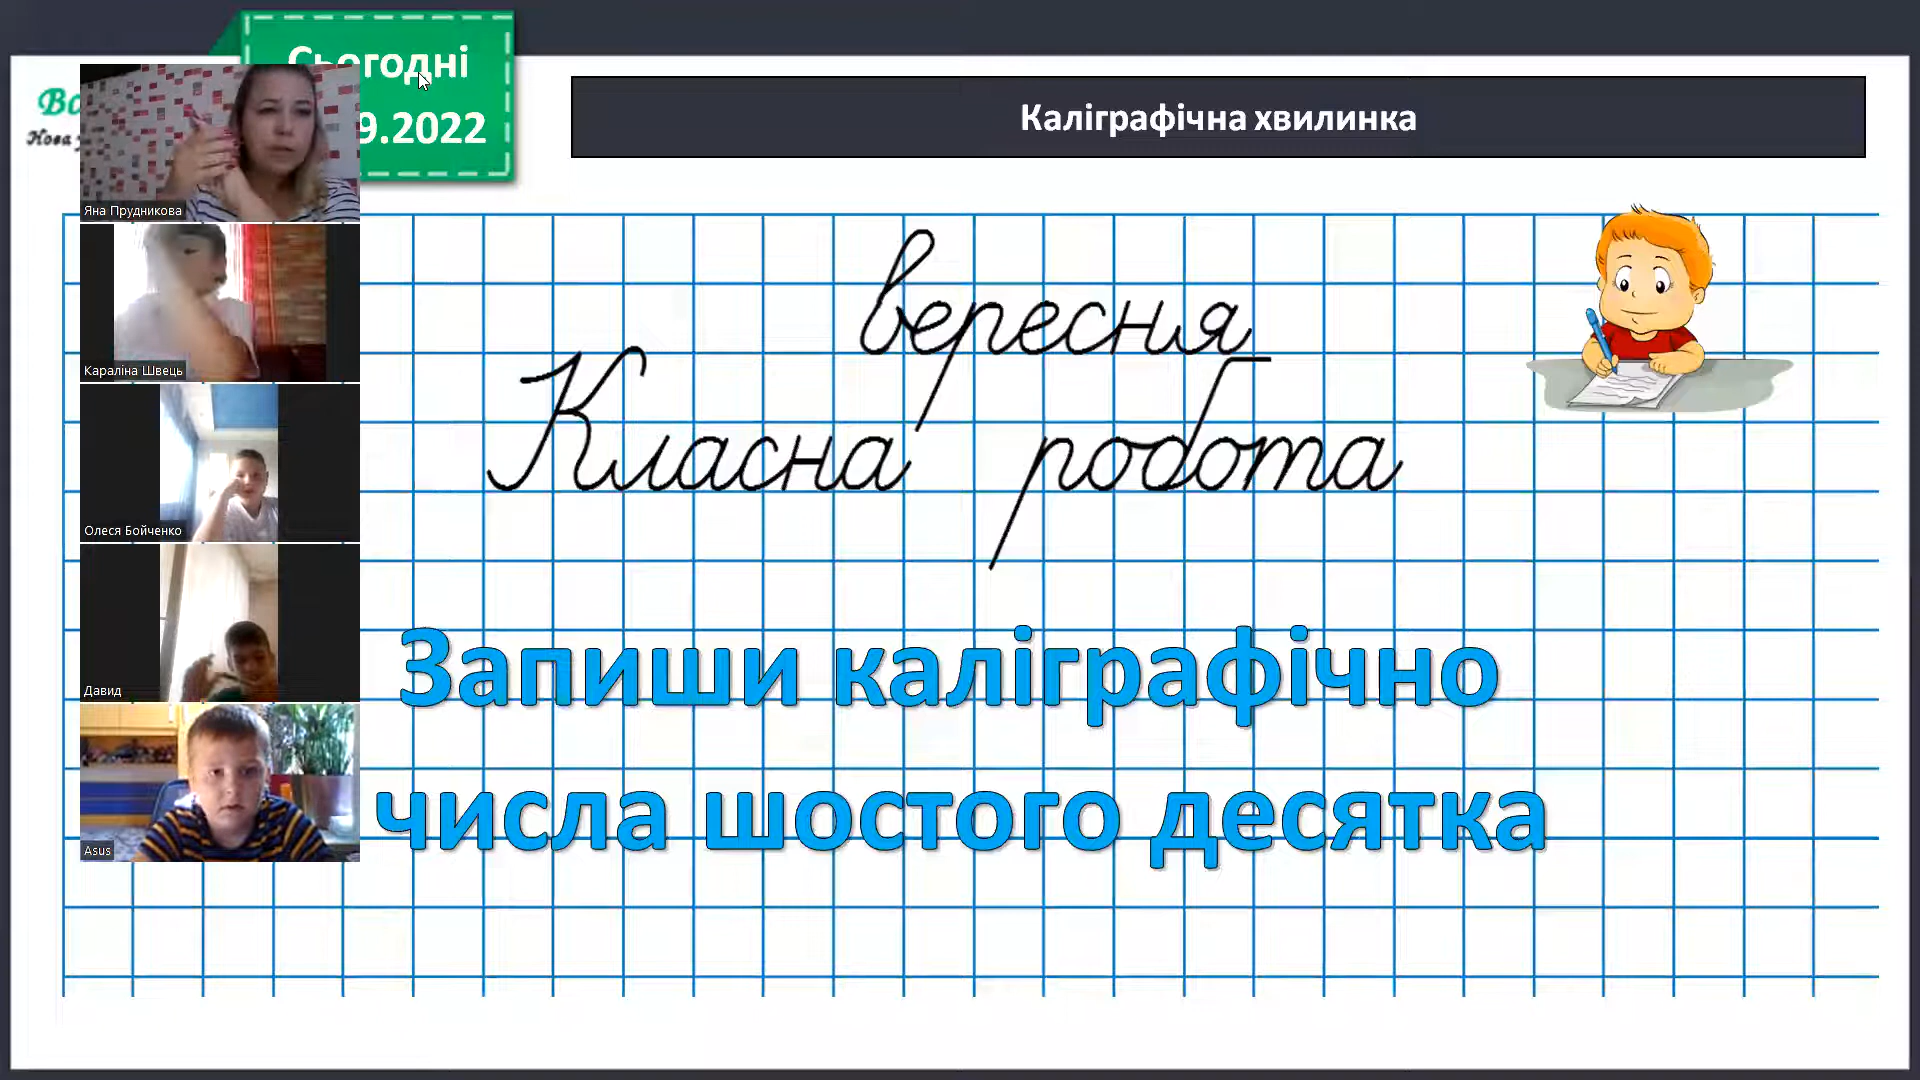 Сьогодні
9.2022
Каліграфічна хвилинка
вересня
Класна робота
Запиши каліграфічно
числа шостого десятка
Яна Прудникова
Караліна Швець
Олеся Бойченко
Давид
Asus